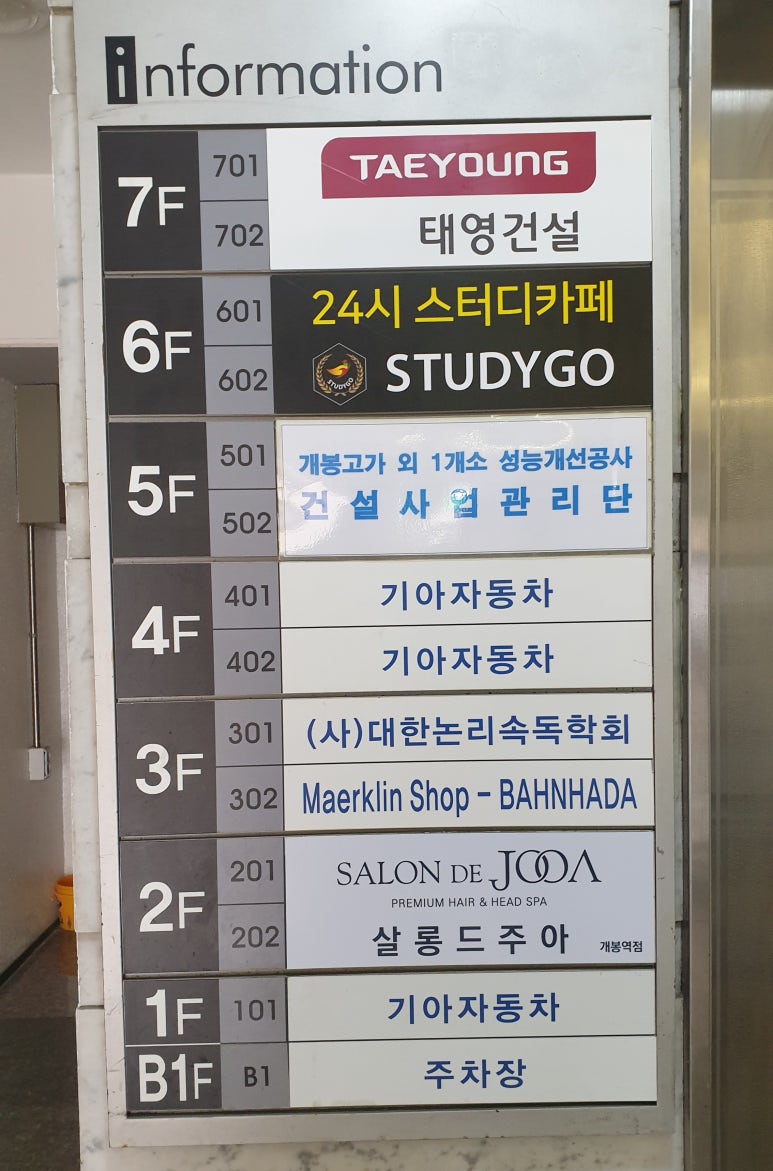 information
7F
701
702
TAEYOUNG
태영건설
6F
601
602
24시 스터디카페
STUDYGO
STUDYGO
5F
501
502
개봉고가 외 1개소 성능개선공사
건설사업관리단
4F
401
기아자동차
402
기아자동차
3F
301
(사)대한논리속독학회
302
Maerklin Shop - BAHNHADA
2F
201
202
SALON DE JOOA
PREMIUM HAIR & HEAD SPA
살롱드주아 개봉역점
1F
101
기아자동차
B1F
B1
주차장